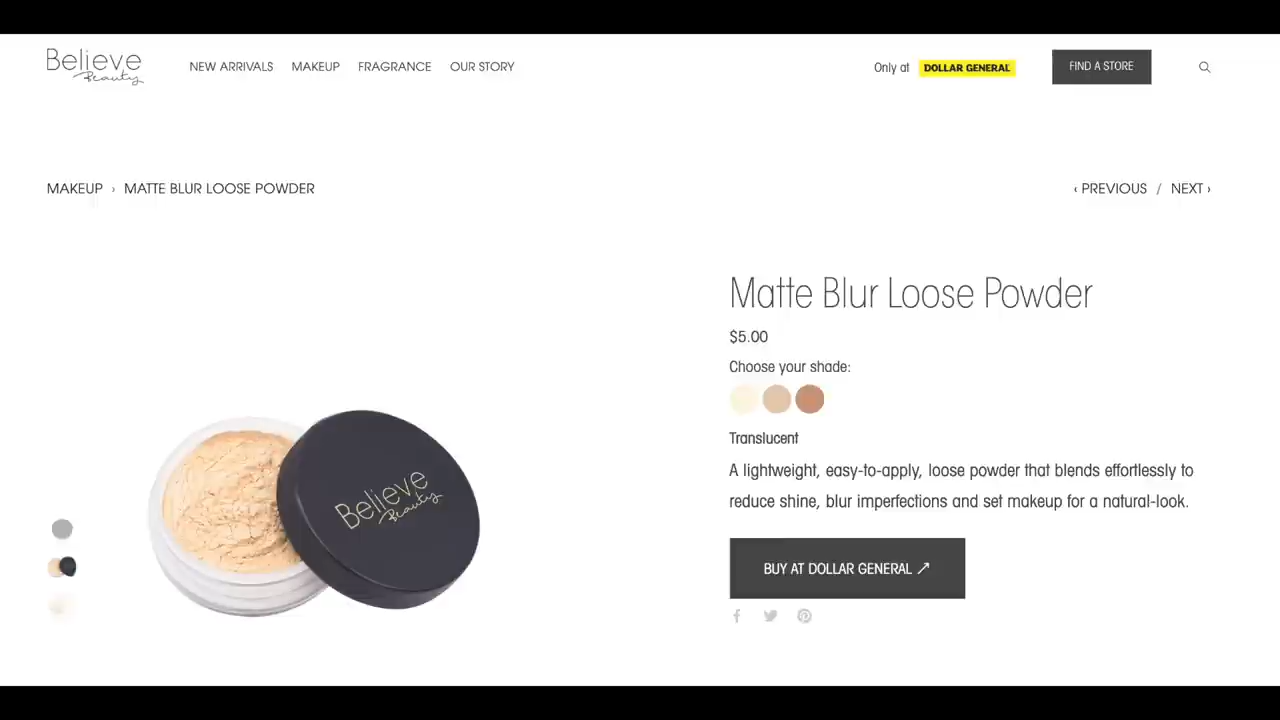 Believe
Beauty
NEW ARRIVALS MAKEUP FRAGRANCE OUR STORY
Only at DOLLAR GENERAL
FIND A STORE
MAKEUP › MATTE BLUR LOOSE POWDER
‹ PREVIOUS / NEXT ›
Matte Blur Loose Powder
$5.00
Choose your shade:
Translucent
A lightweight, easy-to-apply, loose powder that blends effortlessly to
reduce shine, blur imperfections and set makeup for a natural-look.
BUY AT DOLLAR GENERAL ↗
Believe
Beauty